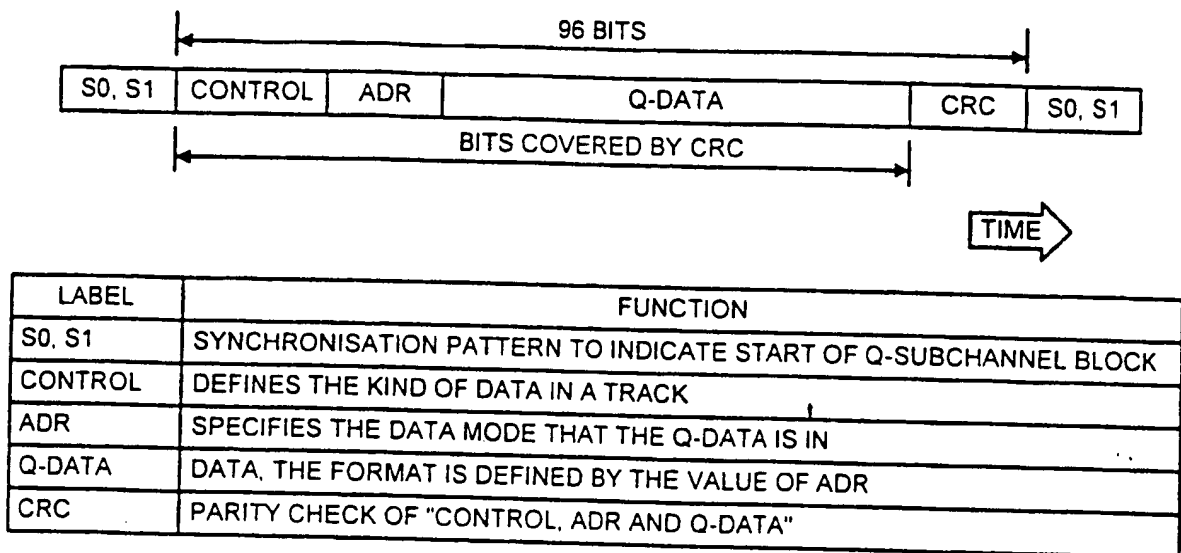 96 BITS
S0, S1 CONTROL ADR Q-DATA CRC S0, S1
BITS COVERED BY CRC
TIME
LABEL FUNCTION
S0, S1 SYNCHRONISATION PATTERN TO INDICATE START OF Q-SUBCHANNEL BLOCK
CONTROL DEFINES THE KIND OF DATA IN A TRACK
ADR SPECIFIES THE DATA MODE THAT THE Q-DATA IS IN
Q-DATA DATA, THE FORMAT IS DEFINED BY THE VALUE OF ADR
CRC PARITY CHECK OF "CONTROL, ADR AND Q-DATA"